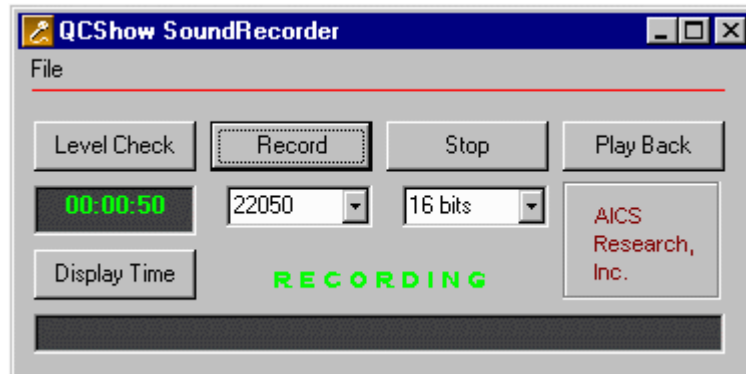 QCShow SoundRecorder
File
Level Check Record Stop Play Back
00:00:50 22050 16 bits
AICS
Research,
Inc.
Display Time
RECORDING